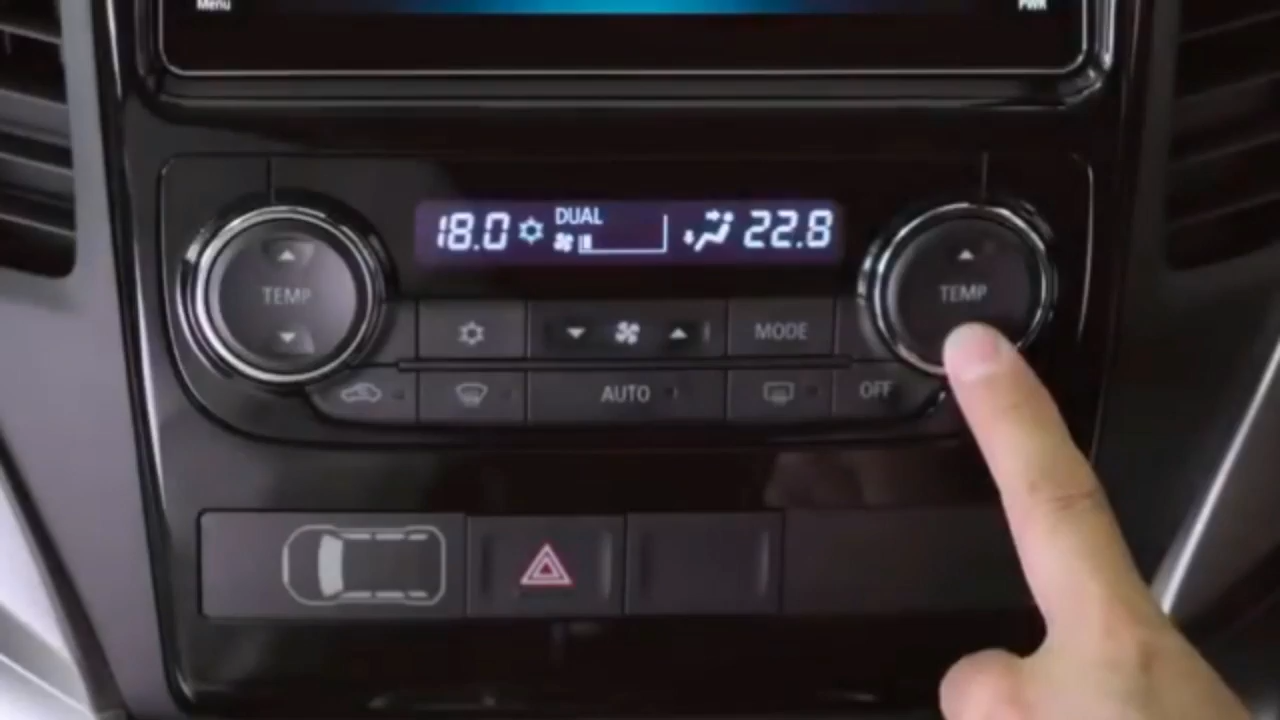 Menu PWR
18.0 DUAL 22.8
TEMP TEMP
MODE
AUTO OFF